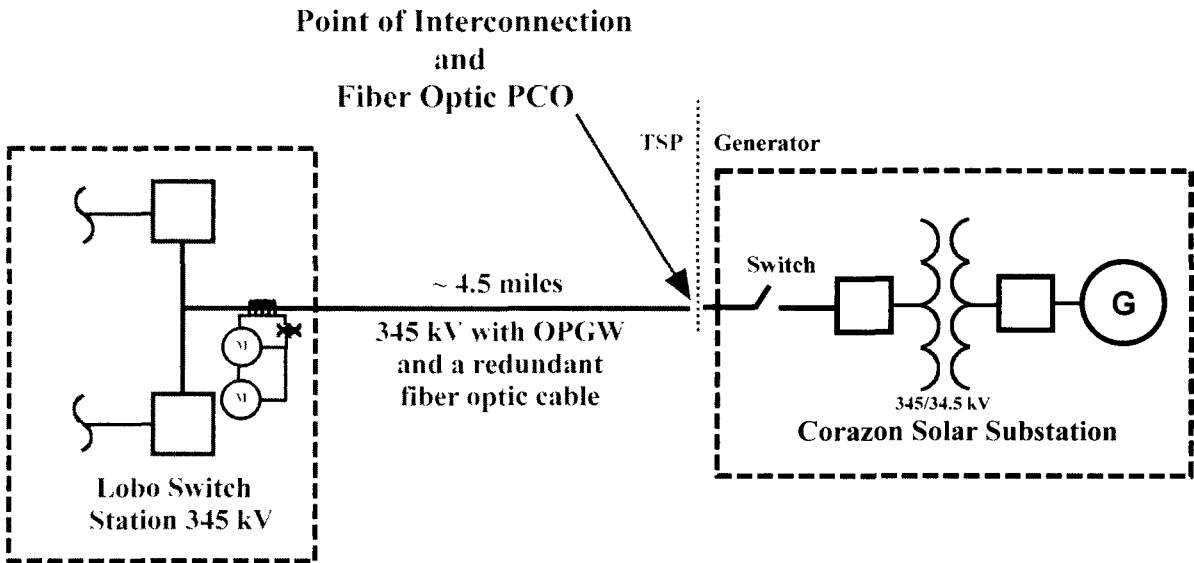 Point of Interconnection
and
Fiber Optic PCO
TSP
Generator
Switch
~ 4.5 miles
345 kV with OPGW
and a redundant
fiber optic cable
M
M
G
345/34.5 kV
Corazon Solar Substation
Lobo Switch
Station 345 kV